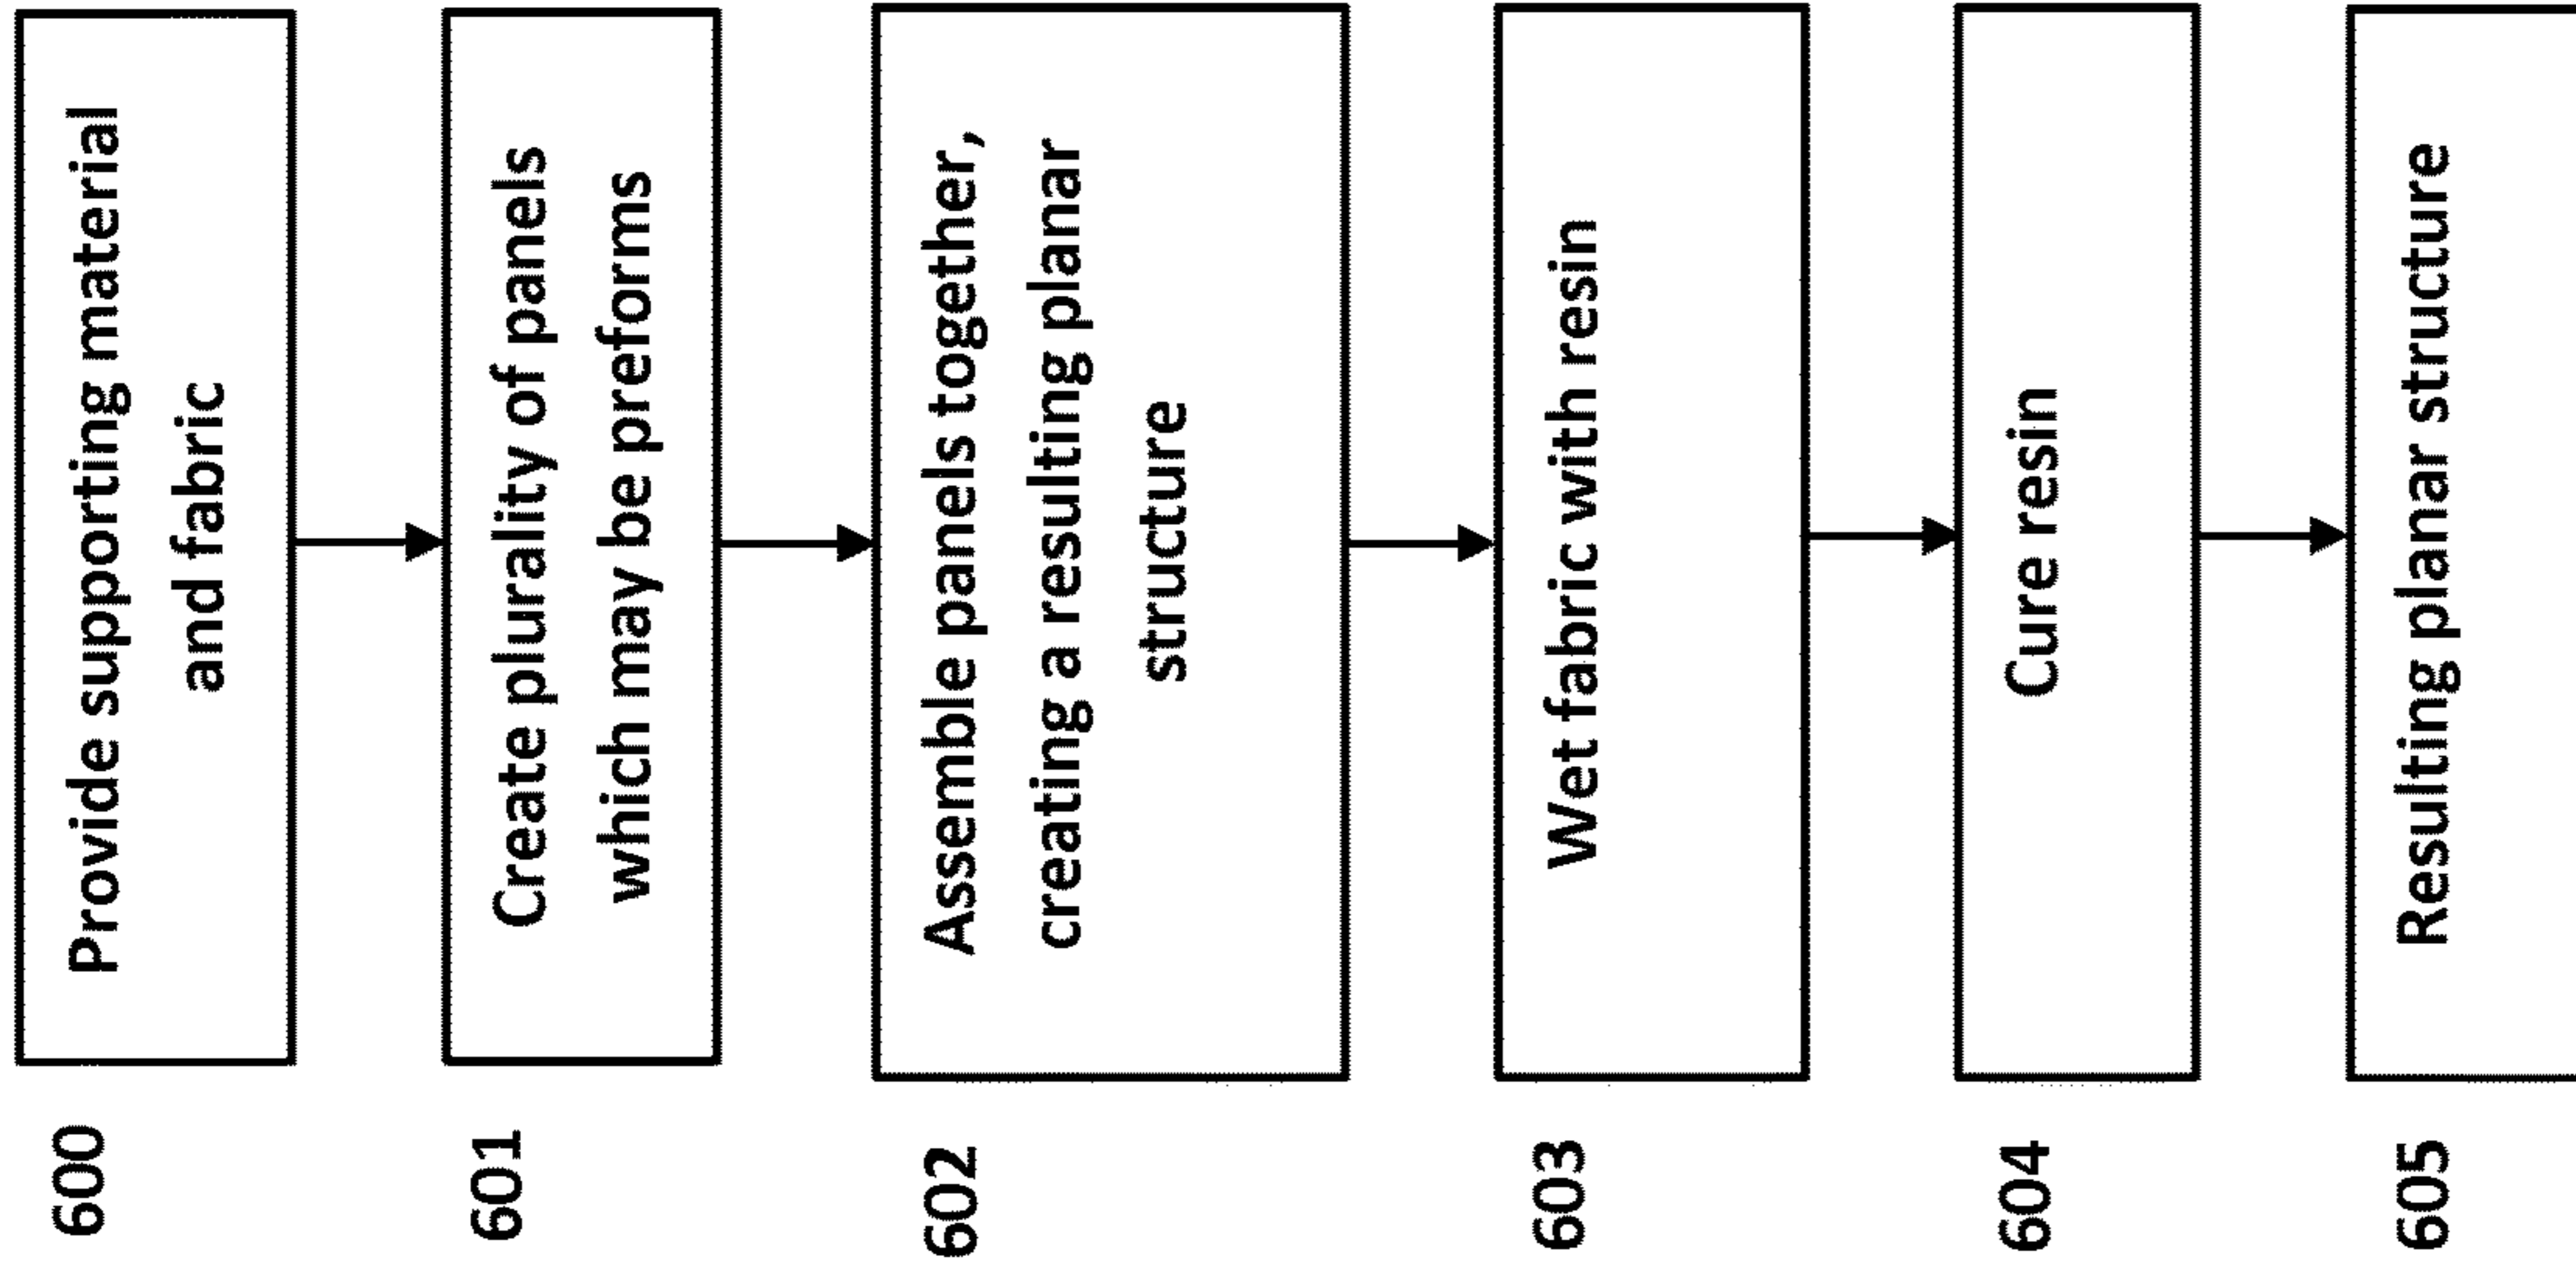 600
Provide supporting material
and fabric
601
Create plurality of panels
which may be preforms
602
Assemble panels together,
creating a resulting planar
structure
603
Wet fabric with resin
604
Cure resin
605
Resulting planar structure